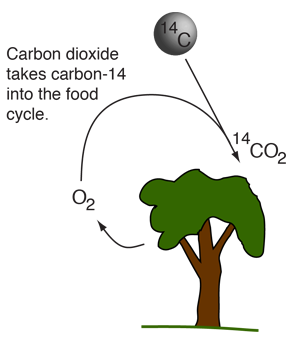 ¹⁴C
Carbon dioxide
takes carbon-14
into the food
cycle.
¹⁴CO₂
O₂